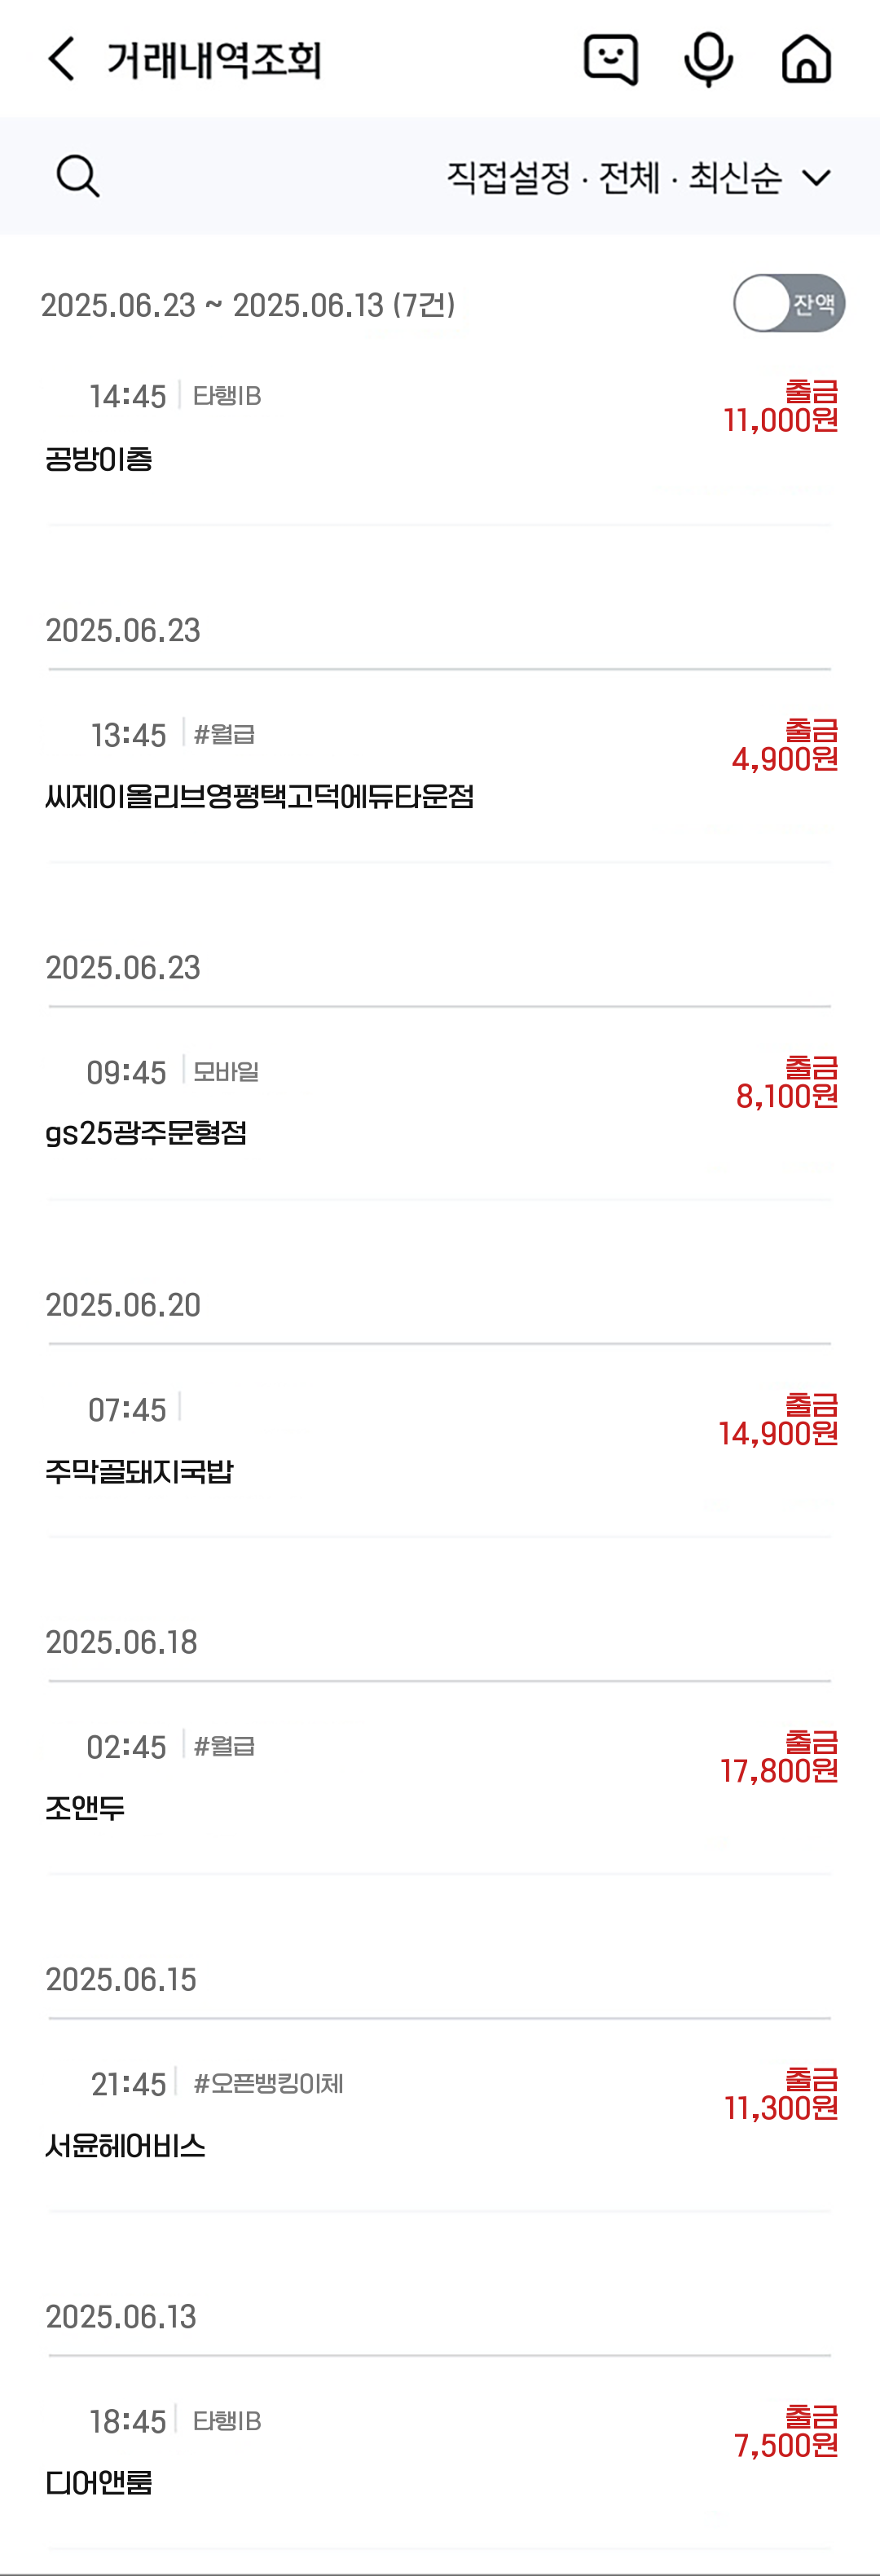 거래내역조회
직접설정 · 전체 · 최신순
2025.06.23 ~ 2025.06.13 (7건)
잔액
14:45 타행IB
출금
11,000원
공방이층
2025.06.23
13:45 #월급
출금
4,900원
씨제이올리브영평택고덕에듀타운점
2025.06.23
09:45 모바일
출금
8,100원
gs25광주문형점
2025.06.20
07:45
출금
14,900원
주막골돼지국밥
2025.06.18
02:45 #월급
출금
17,800원
조앤두
2025.06.15
21:45 #오픈뱅킹이체
출금
11,300원
서윤헤어비스
2025.06.13
18:45 타행IB
출금
7,500원
디어앤룸